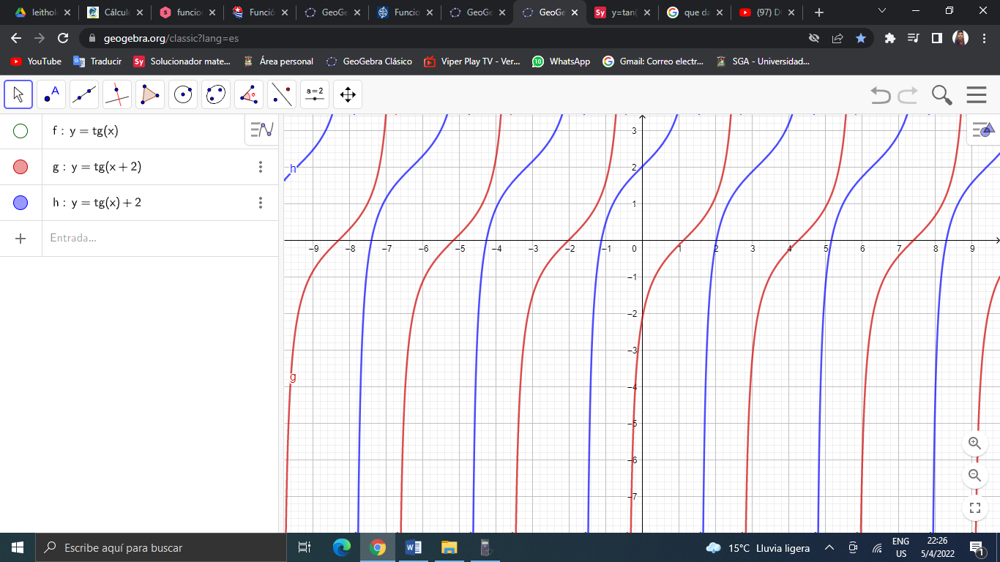 leithol
Cálcul
funcio
Funció
GeoGe
Funcio
GeoGe
GeoGe
y=tan(
que da
(97) D
geogebra.org/classic?lang=es
YouTube
Traducir
Sy Solucionador mate...
Área personal
GeoGebra Clásico
Viper Play TV - Ver...
10 WhatsApp
Gmail: Correo electr...
SGA - Universidad...
A
a=2
f : y = tg(x)
g : y = tg(x + 2)
h : y = tg(x) + 2
Entrada...
h
g
3
2
1
−9 −8 −7 −6 −5 −4 −3 −2 −1 0 1 2 3 4 5 6 7 8 9
−1
−2
−3
−4
−5
−6
−7
Escribe aquí para buscar
15°C Lluvia ligera
ENG
US
22:26
5/4/2022
1